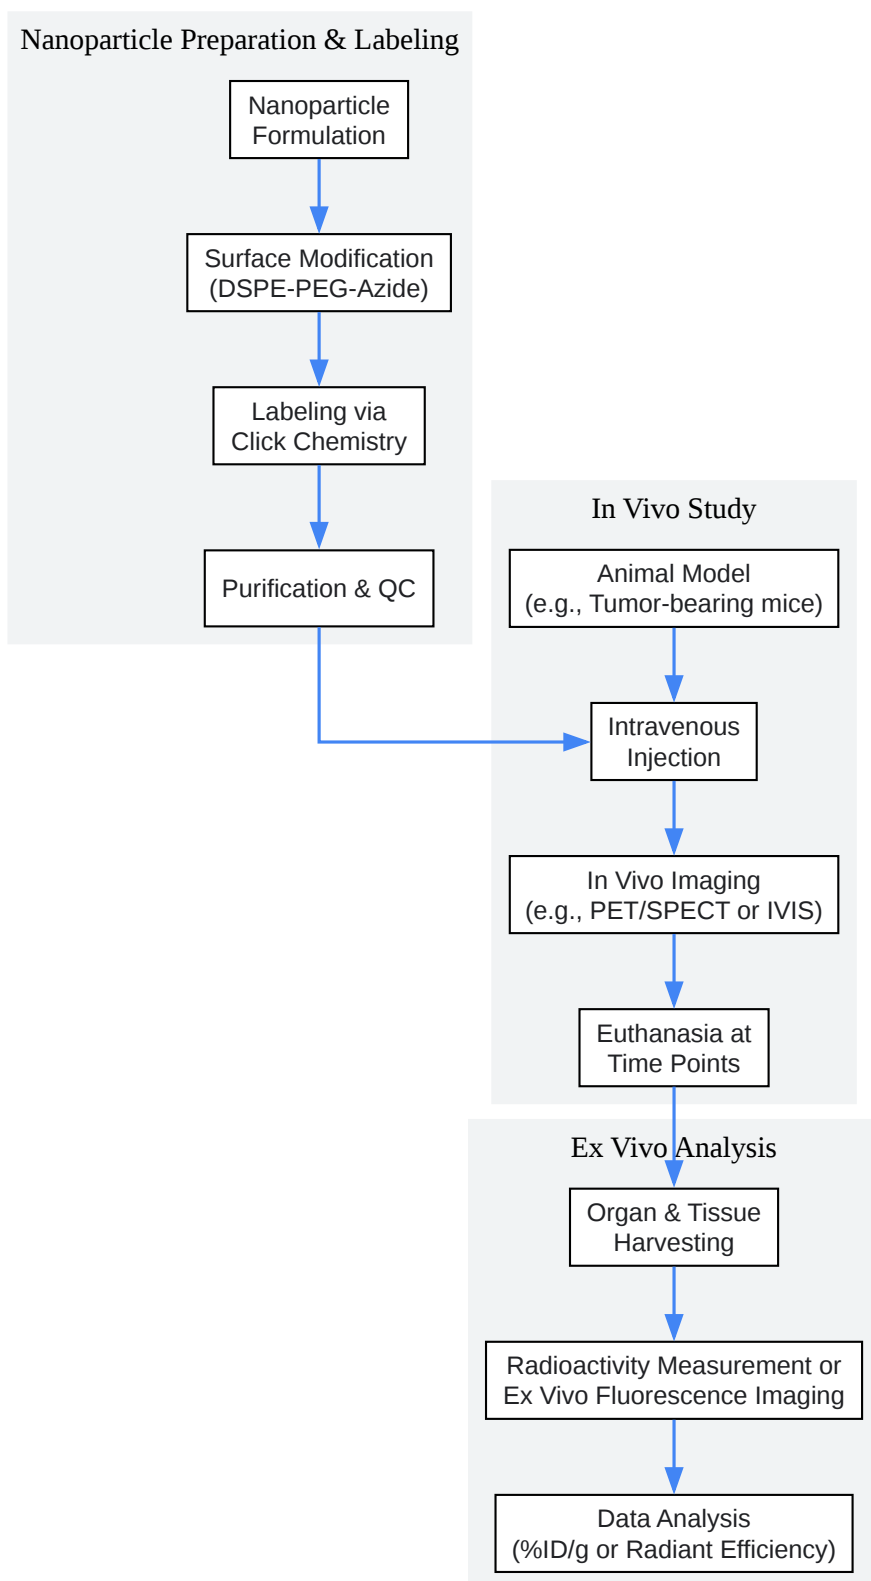 Nanoparticle Preparation & Labeling
Nanoparticle
Formulation
Surface Modification
(DSPE-PEG-Azide)
Labeling via
Click Chemistry
Purification & QC
In Vivo Study
Animal Model
(e.g., Tumor-bearing mice)
Intravenous
Injection
In Vivo Imaging
(e.g., PET/SPECT or IVIS)
Euthanasia at
Time Points
Ex Vivo Analysis
Organ & Tissue
Harvesting
Radioactivity Measurement or
Ex Vivo Fluorescence Imaging
Data Analysis
(%ID/g or Radiant Efficiency)